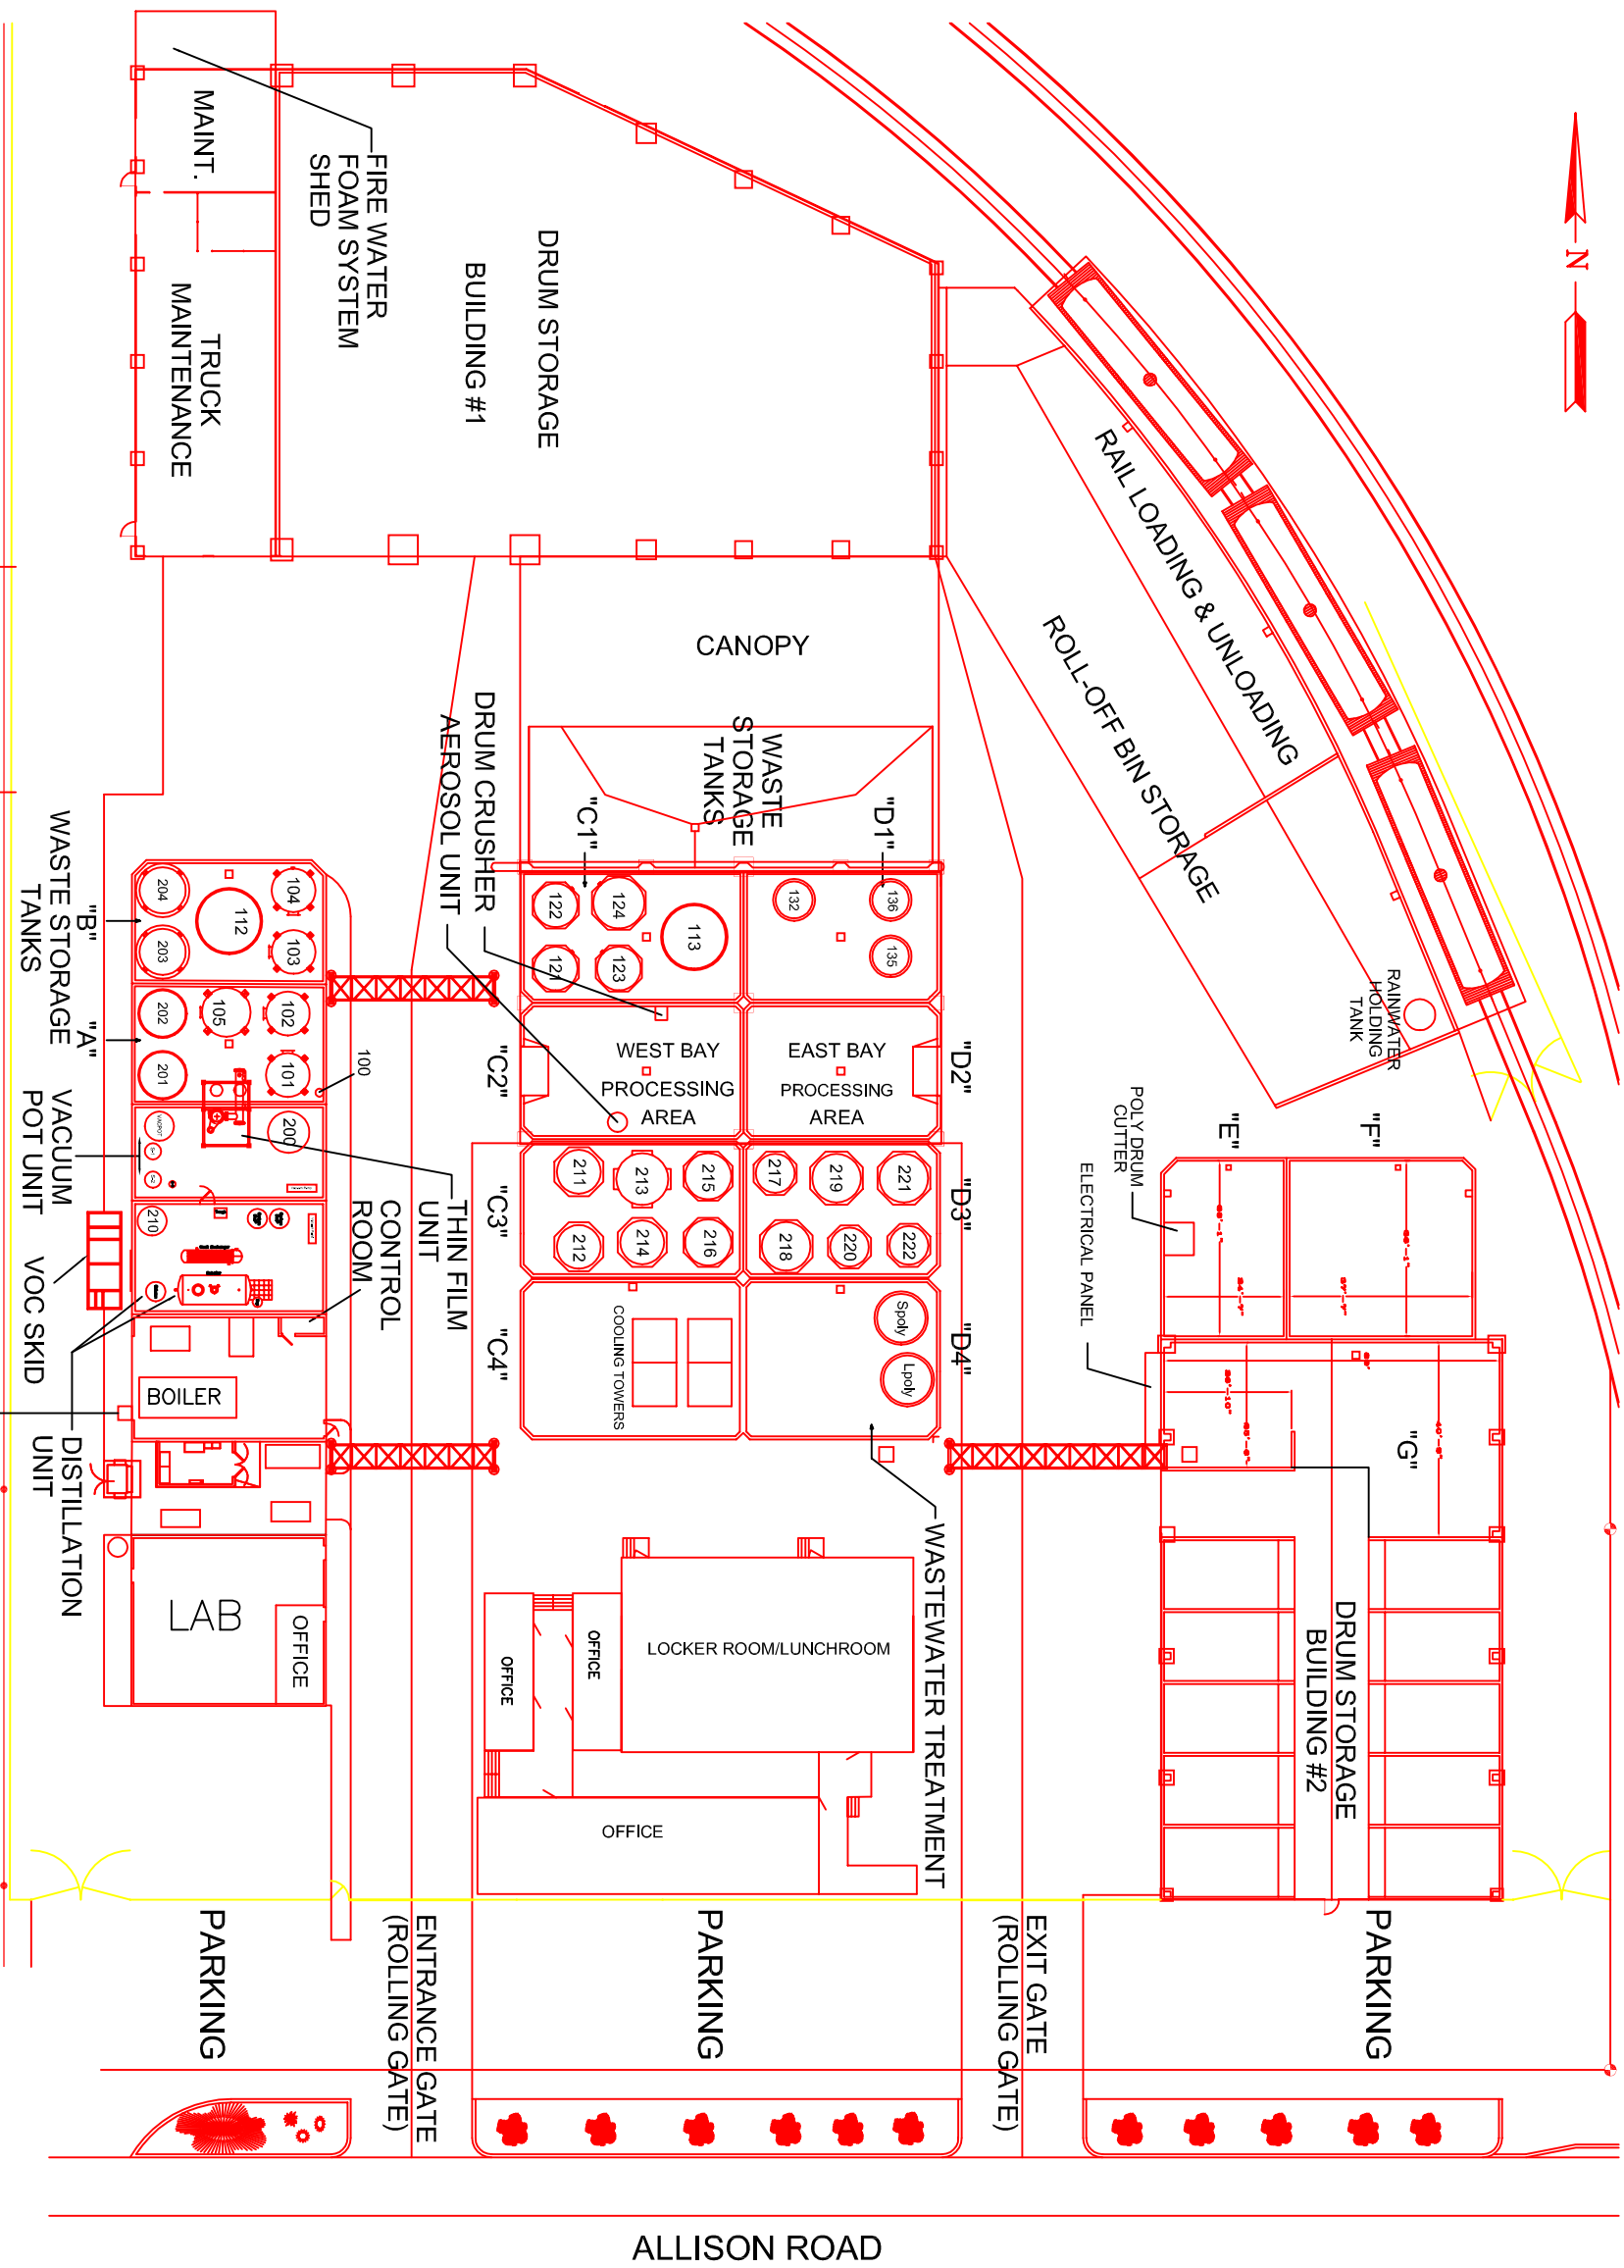 N
MAINT.
FIRE WATER
FOAM SYSTEM
SHED
TRUCK
MAINTENANCE
DRUM STORAGE
BUILDING #1
RAIL LOADING & UNLOADING
ROLL-OFF BIN STORAGE
RAINWATER
HOLDING
TANK
CANOPY
WASTE
STORAGE
TANKS
"C1"
"D1"
DRUM CRUSHER
AEROSOL UNIT
122
124
121
123
113
132
136
135
WEST BAY
PROCESSING
AREA
EAST BAY
PROCESSING
AREA
"C2"
"D2"
211
213
215
217
219
221
212
214
216
218
220
222
"C3"
"D3"
COOLING TOWERS
Spoly
Lpoly
"C4"
"D4"
WASTEWATER TREATMENT
204
112
104
203
103
202
105
102
201
101
100
200
210
"B"
"A"
WASTE STORAGE
TANKS
VACUUM
POT UNIT
VOC SKID
THIN FILM
UNIT
CONTROL
ROOM
BOILER
DISTILLATION
UNIT
LAB
OFFICE
OFFICE
OFFICE
LOCKER ROOM/LUNCHROOM
OFFICE
POLY DRUM
CUTTER
ELECTRICAL PANEL
"E"
"F"
"G"
DRUM STORAGE
BUILDING #2
PARKING
ENTRANCE GATE
(ROLLING GATE)
PARKING
EXIT GATE
(ROLLING GATE)
PARKING
ALLISON ROAD